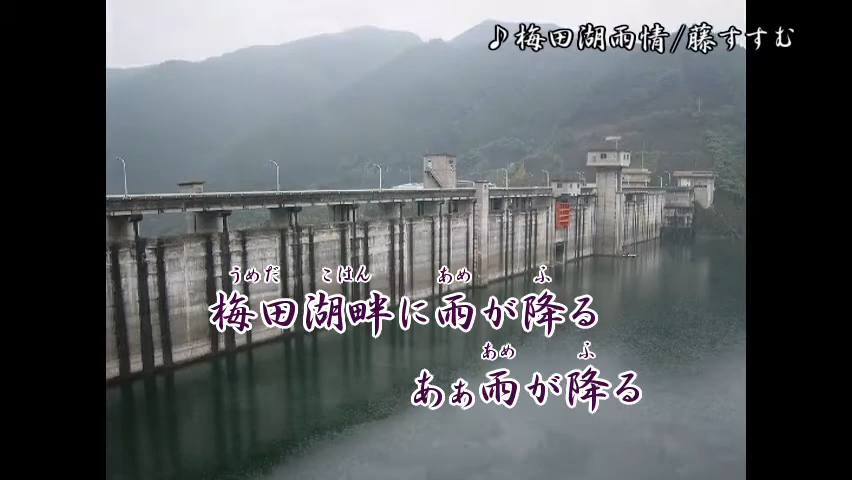 ♪梅田湖雨情/藤すすむ
うめだ こはん あめ ふ
梅田湖畔に雨が降る
あめ ふ
あぁ雨が降る